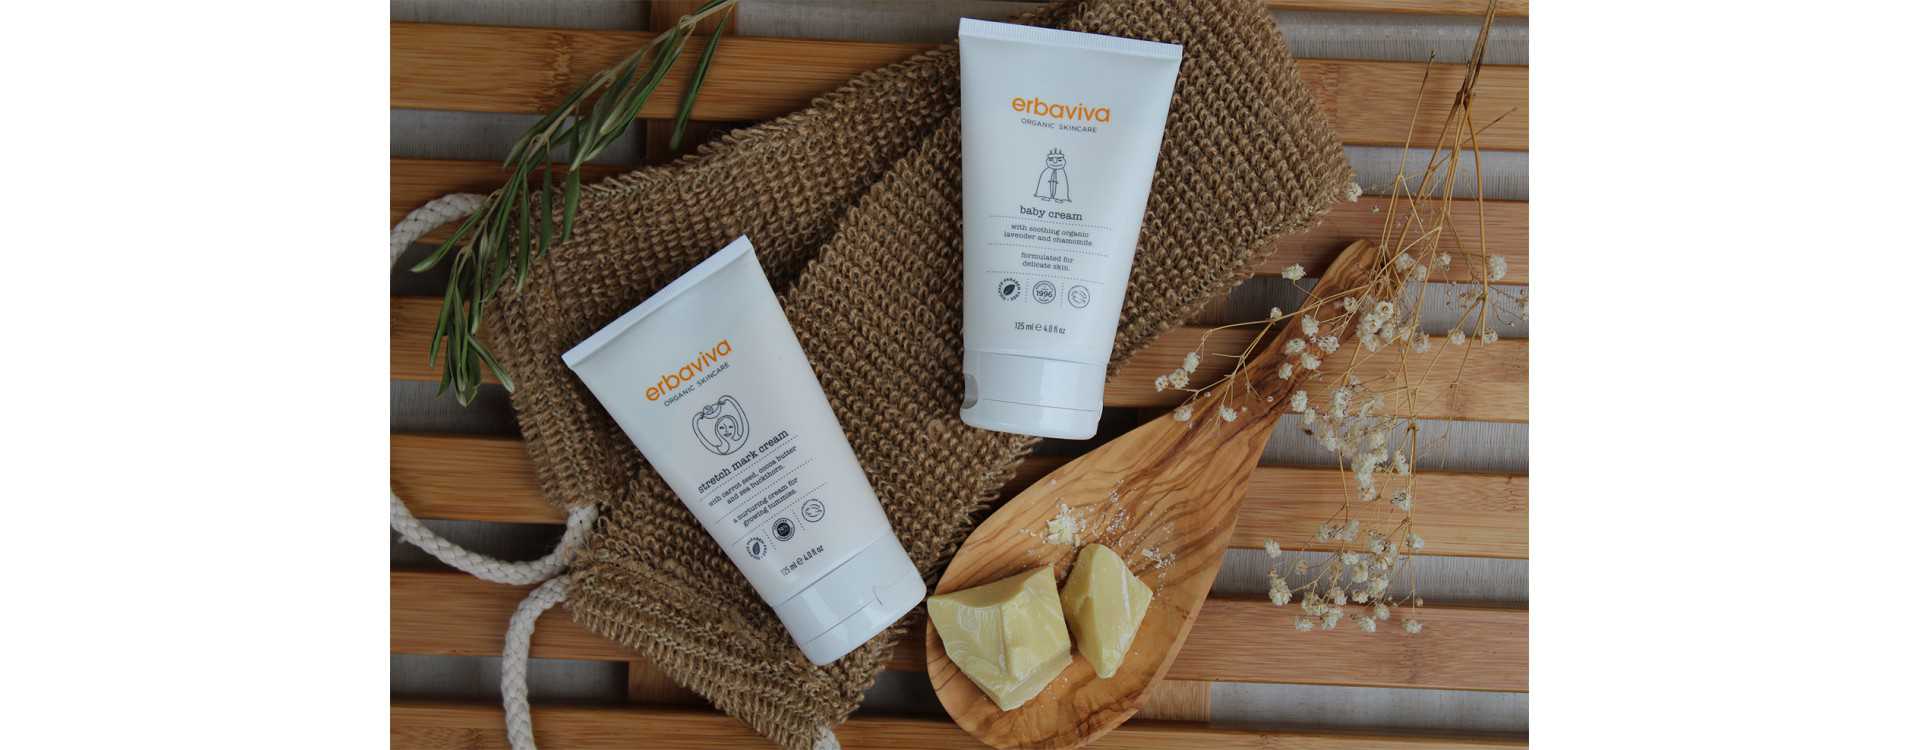 erbaviva
ORGANIC SKINCARE
stretch mark cream
with carrot seed, cocoa butter
and sea buckthorn.
a nurturing cream for
growing tummies.
125 ml ℮ 4.0 fl oz
erbaviva
ORGANIC SKINCARE
baby cream
with soothing organic
lavender and chamomile.
formulated for
delicate skin.
1996
125 ml ℮ 4.0 fl oz